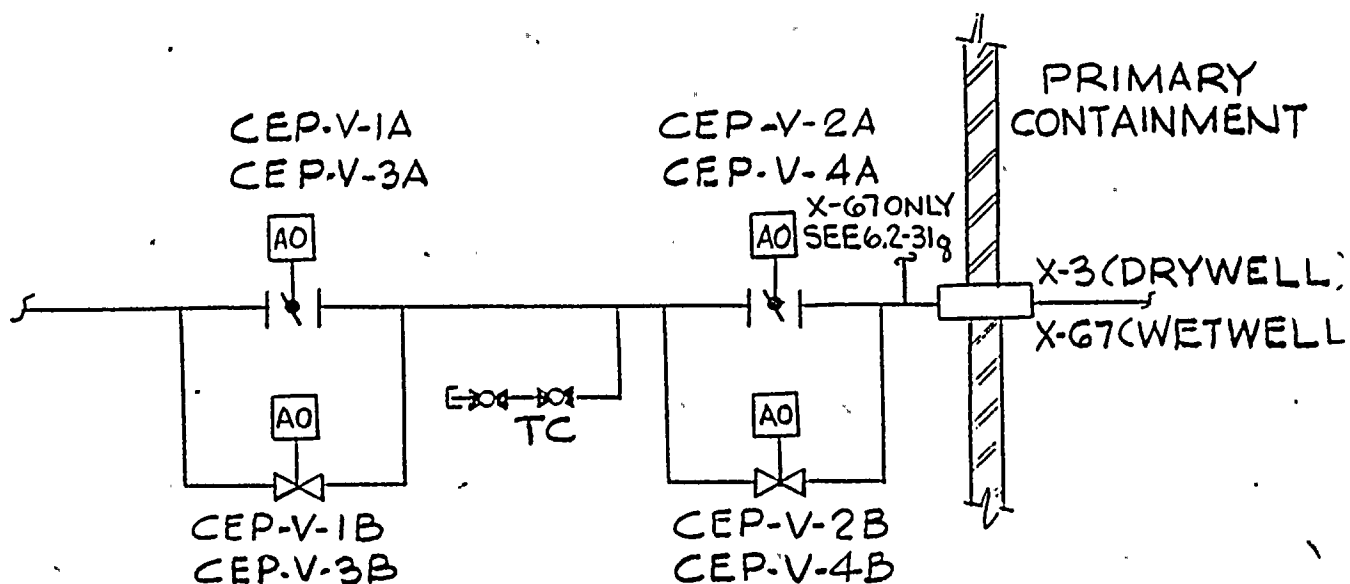 PRIMARY
CONTAINMENT
CEP-V-1A
CEP-V-3A
CEP-V-2A
CEP-V-4A
X-67 ONLY
SEE 6.2-31g
AO
AO
X-3 (DRYWELL)
X-67 (WETWELL
TC
AO
AO
CEP-V-1B
CEP-V-3B
CEP-V-2B
CEP-V-4B